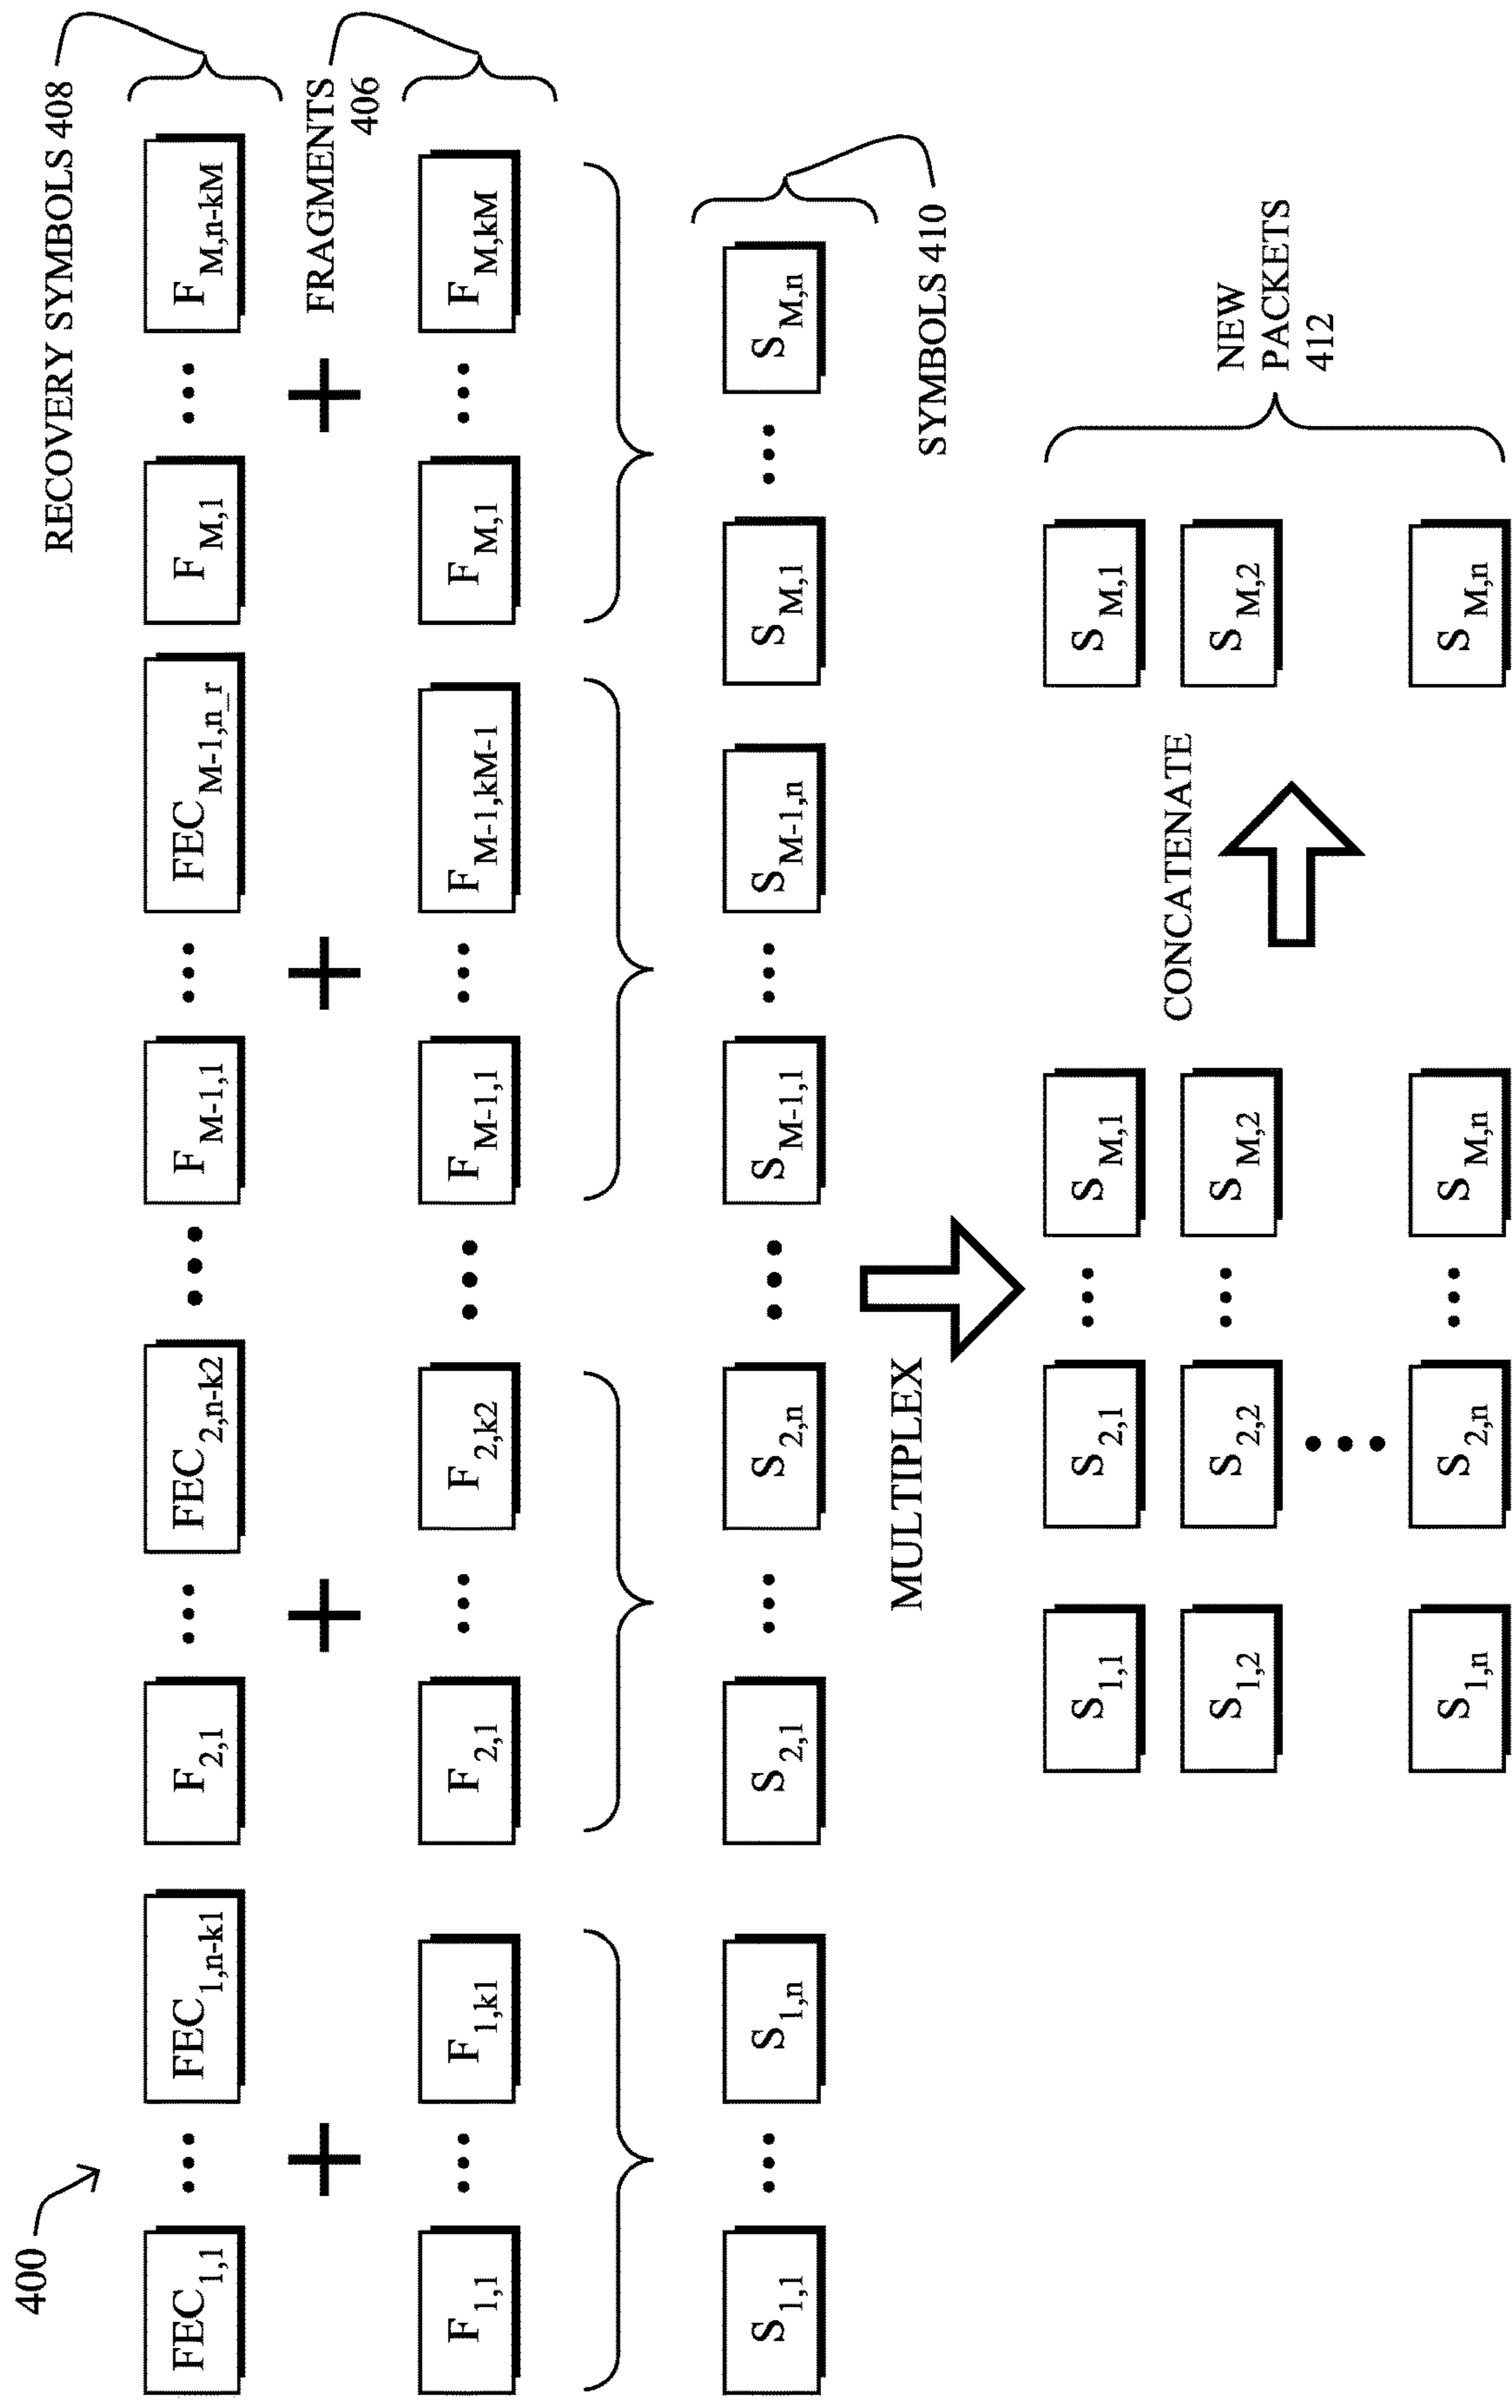 400
RECOVERY SYMBOLS 408
FEC1,1 ... FEC1,n-k1 F2,1 ... FEC2,n-k2 ... FM-1,1 ... FECM-1,n_r FM,1 ... FM,n-kM
+ + + +
FRAGMENTS
406
F1,1 ... F1,k1 F2,1 ... F2,k2 ... FM-1,1 ... FM-1,kM-1 FM,1 ... FM,kM
S1,1 ... S1,n S2,1 ... S2,n ... SM-1,1 ... SM-1,n SM,1 ... SM,n
SYMBOLS 410
MULTIPLEX
S1,1 S2,1 ... SM,1
S1,2 S2,2 ... SM,2
...
S1,n S2,n ... SM,n
CONCATENATE
SM,1
SM,2
SM,n
NEW
PACKETS
412